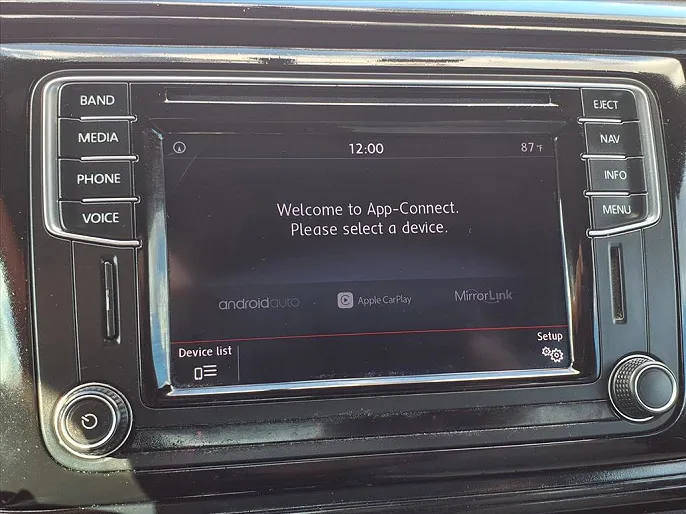 BAND
MEDIA
PHONE
VOICE
12:00
87°F
Welcome to App-Connect.
Please select a device.
androidauto
Apple CarPlay
MirrorLink
Device list
Setup
EJECT
NAV
INFO
MENU